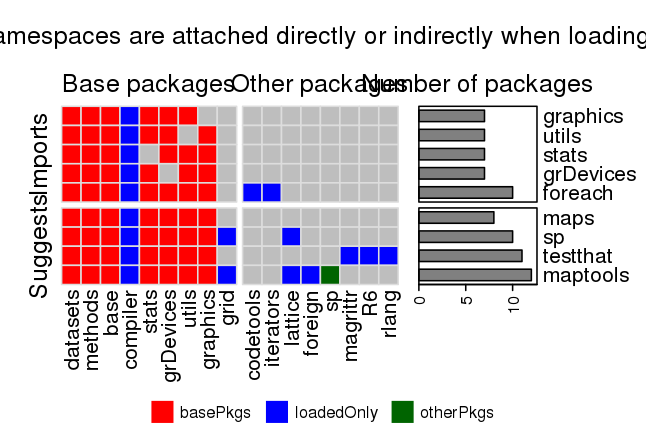 amespaces are attached directly or indirectly when loading
Base packages Other packages Number of packages
Imports
Suggests
graphics
utils
stats
grDevices
foreach
maps
sp
testthat
maptools
0 5 10
datasets
methods
base
compiler
stats
grDevices
utils
graphics
grid
codetools
iterators
lattice
foreign
sp
magrittr
R6
rlang
basePkgs loadedOnly otherPkgs